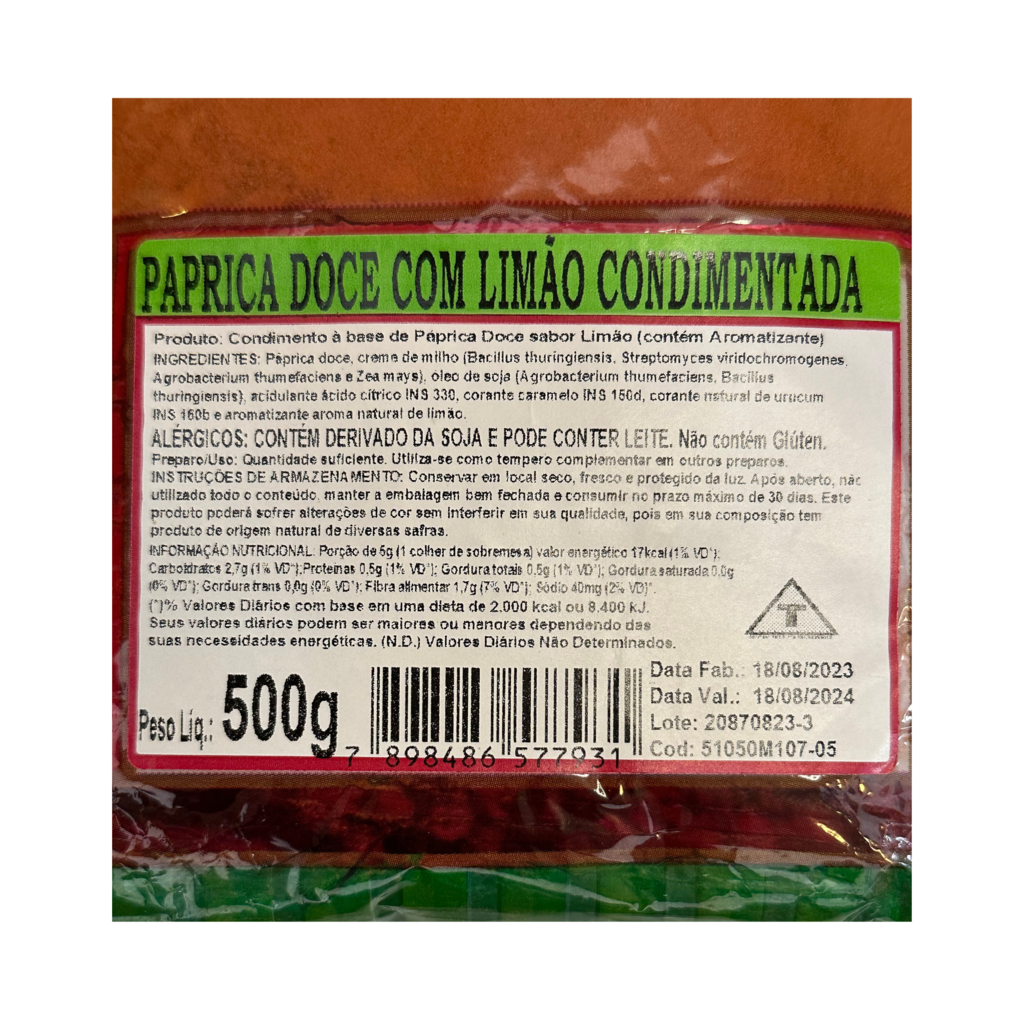 PAPRICA DOCE COM LIMÃO CONDIMENTADA
Produto: Condimento à base de Páprica Doce sabor Limão (contém Aromatizante)
INGREDIENTES: Páprica doce, creme de milho (Bacillus thuringiensis, Streptomyces viridochromogenes,
Agrobacterium thumefaciens e Zea mays), óleo de soja (Agrobacterium thumefaciens, Bacillus
thuringiensis), acidulante ácido cítrico INS 330, corante caramelo INS 150d, corante natural de urucum
INS 160b e aromatizante aroma natural de limão.
ALÉRGICOS: CONTÉM DERIVADO DA SOJA E PODE CONTER LEITE. Não contém Glúten.
Preparo/Uso: Quantidade suficiente. Utiliza-se como tempero complementar em outros preparos.
INSTRUÇÕES DE ARMAZENAMENTO: Conservar em local seco, fresco e protegido da luz. Após aberto, não
utilizado todo o conteúdo, manter a embalagem bem fechada e consumir no prazo máximo de 30 dias. Este
produto poderá sofrer alterações de cor sem interferir em sua qualidade, pois em sua composição tem
produto de origem natural de diversas safras.
INFORMAÇÃO NUTRICIONAL: Porção de 5g (1 colher de sobremesa) valor energético 17kcal (1% VD*);
Carboidratos 2,7g (1% VD*); Proteínas 0,5g (1% VD*); Gordura totais 0,5g (1% VD*); Gordura saturada 0,0g
(0% VD*); Gordura trans 0,0g (0% VD*); Fibra alimentar 1,7g (7% VD*); Sódio 40mg (2% VD)*.
(*)% Valores Diários com base em uma dieta de 2.000 kcal ou 8.400 kJ.
Seus valores diários podem ser maiores ou menores dependendo das
suas necessidades energéticas. (N.D.) Valores Diários Não Determinados.
T
Peso Líq.: 500g
7 898486 577931
Data Fab.: 18/08/2023
Data Val.: 18/08/2024
Lote: 20870823-3
Cod: 51050M107-05